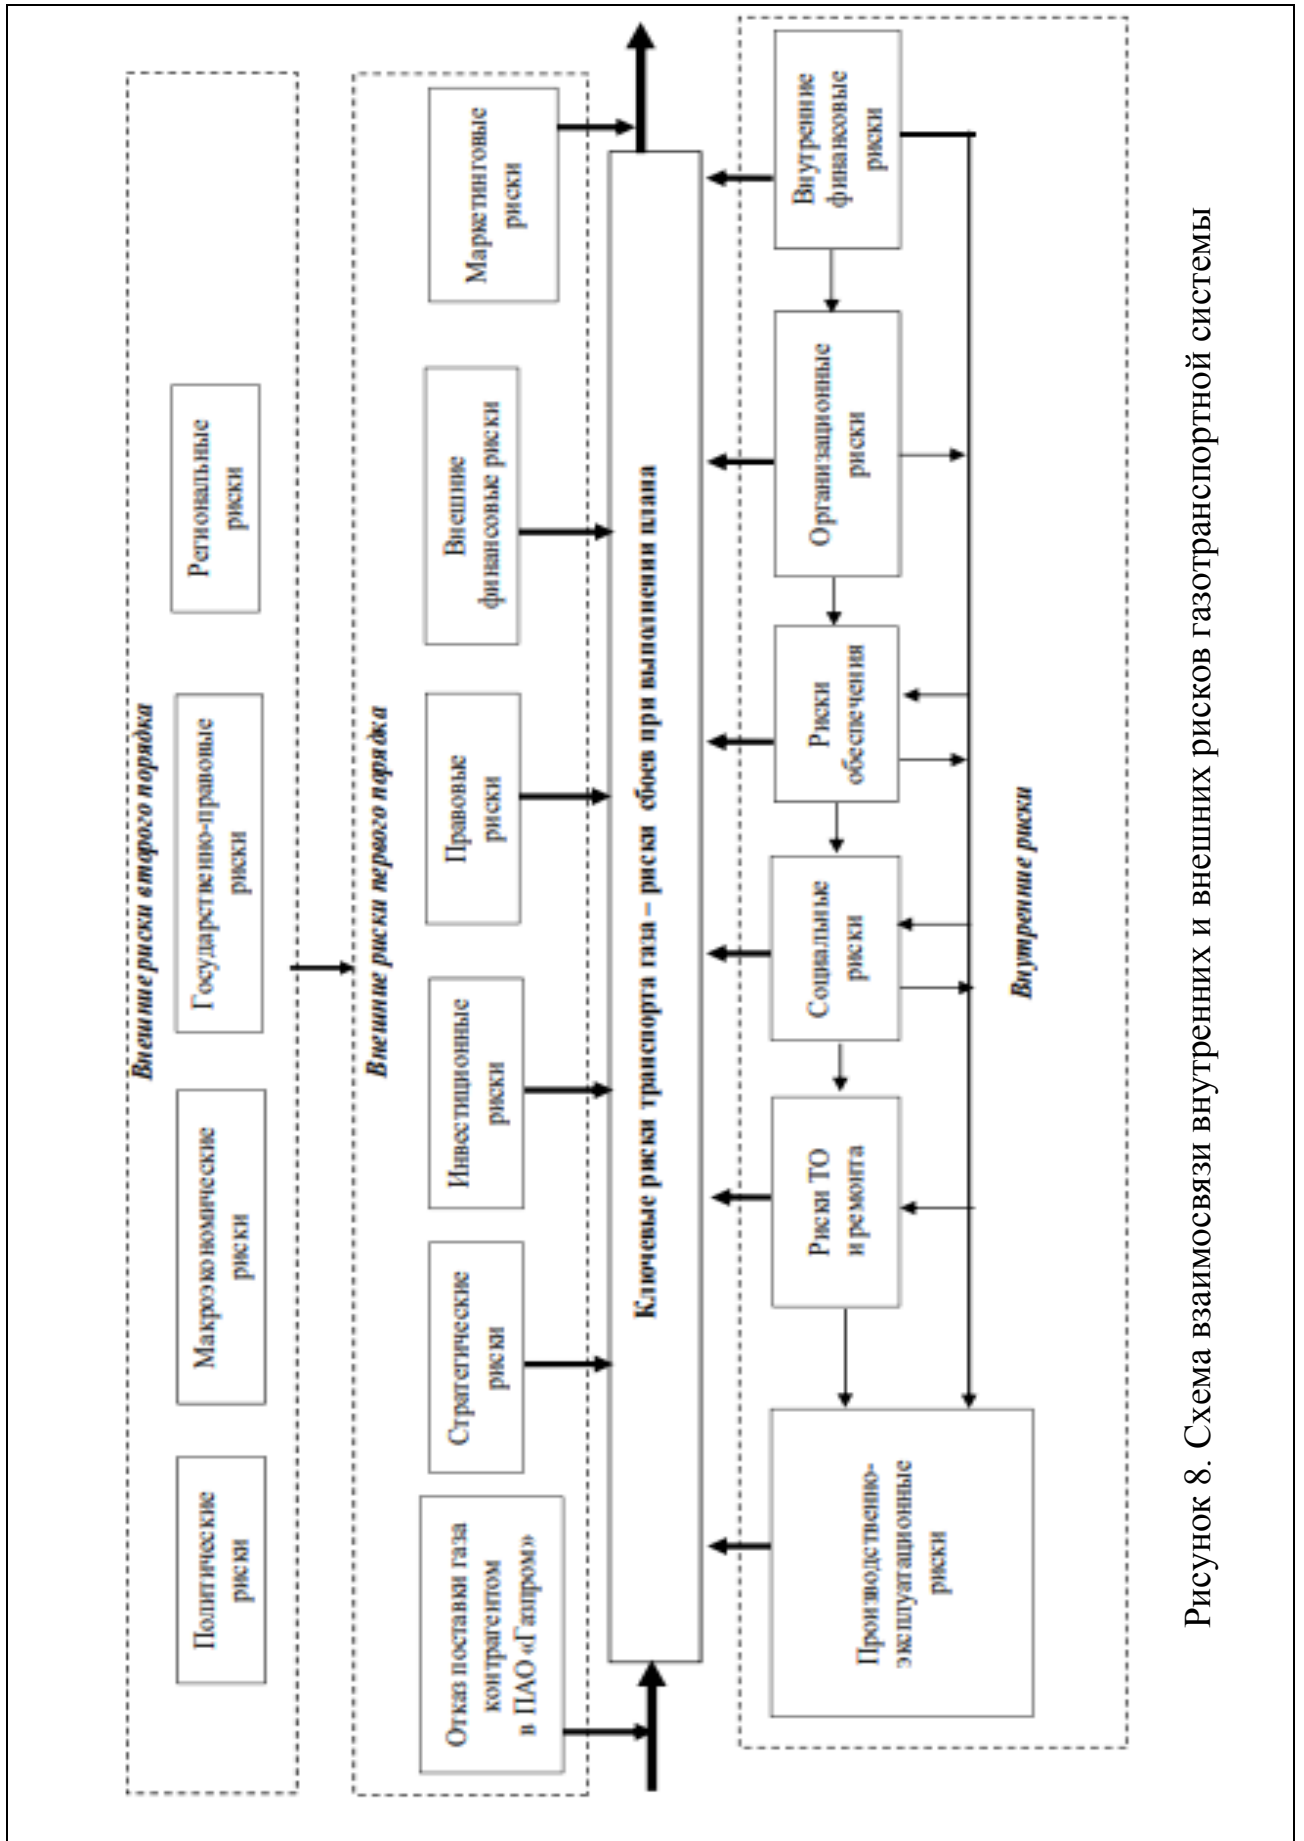 Внешние риски второго порядка
Политические
риски
Макроэкономические
риски
Государственно-правовые
риски
Региональные
риски
Внешние риски первого порядка
Отказ поставки газа
контрагентом
в ПАО «Газпром»
Стратегические
риски
Инвестиционные
риски
Правовые
риски
Внешние
финансовые риски
Маркетинговые
риски
Ключевые риски транспорта газа – риски сбоев при выполнении плана
Производственно-
эксплуатационные
риски
Риски ТО
и ремонта
Социальные
риски
Риски
обеспечения
Организационные
риски
Внутренние
финансовые
риски
Внутренние риски
Рисунок 8. Схема взаимосвязи внутренних и внешних рисков газотранспортной системы